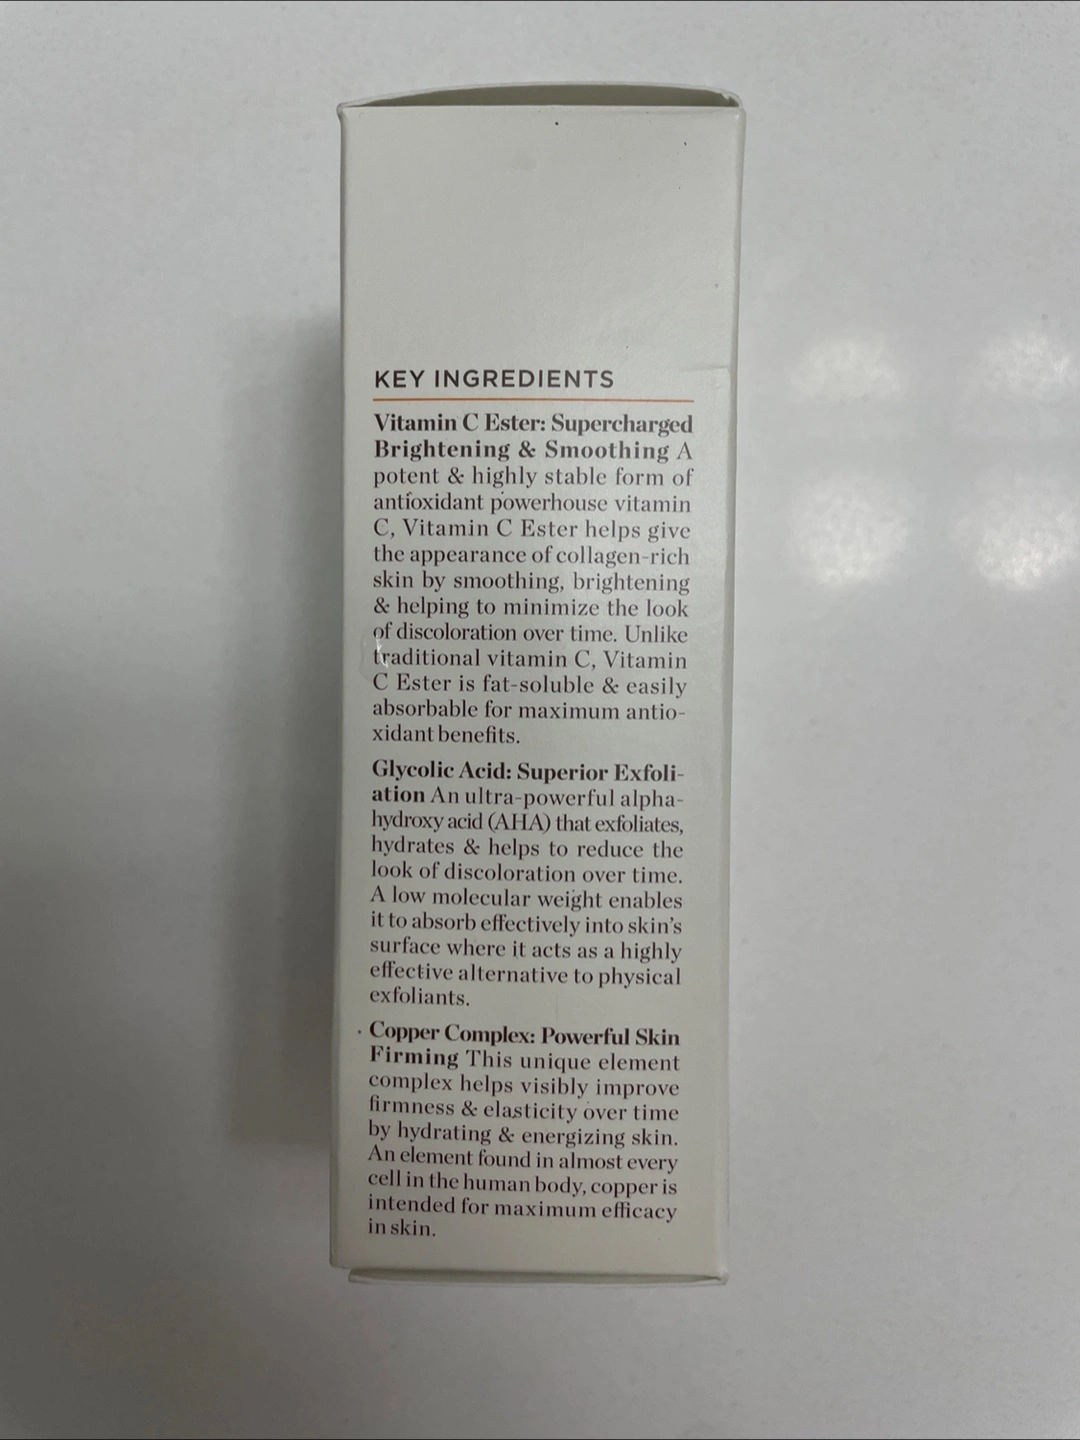 KEY INGREDIENTS
Vitamin C Ester: Supercharged
Brightening & Smoothing A
potent & highly stable form of
antioxidant powerhouse vitamin
C, Vitamin C Ester helps give
the appearance of collagen-rich
skin by smoothing, brightening
& helping to minimize the look
of discoloration over time. Unlike
traditional vitamin C, Vitamin
C Ester is fat-soluble & easily
absorbable for maximum antio-
xidant benefits.
Glycolic Acid: Superior Exfoli-
ation An ultra-powerful alpha-
hydroxy acid (AHA) that exfoliates,
hydrates & helps to reduce the
look of discoloration over time.
A low molecular weight enables
it to absorb effectively into skin's
surface where it acts as a highly
effective alternative to physical
exfoliants.
Copper Complex: Powerful Skin
Firming This unique element
complex helps visibly improve
firmness & elasticity over time
by hydrating & energizing skin.
An element found in almost every
cell in the human body, copper is
intended for maximum efficacy
in skin.